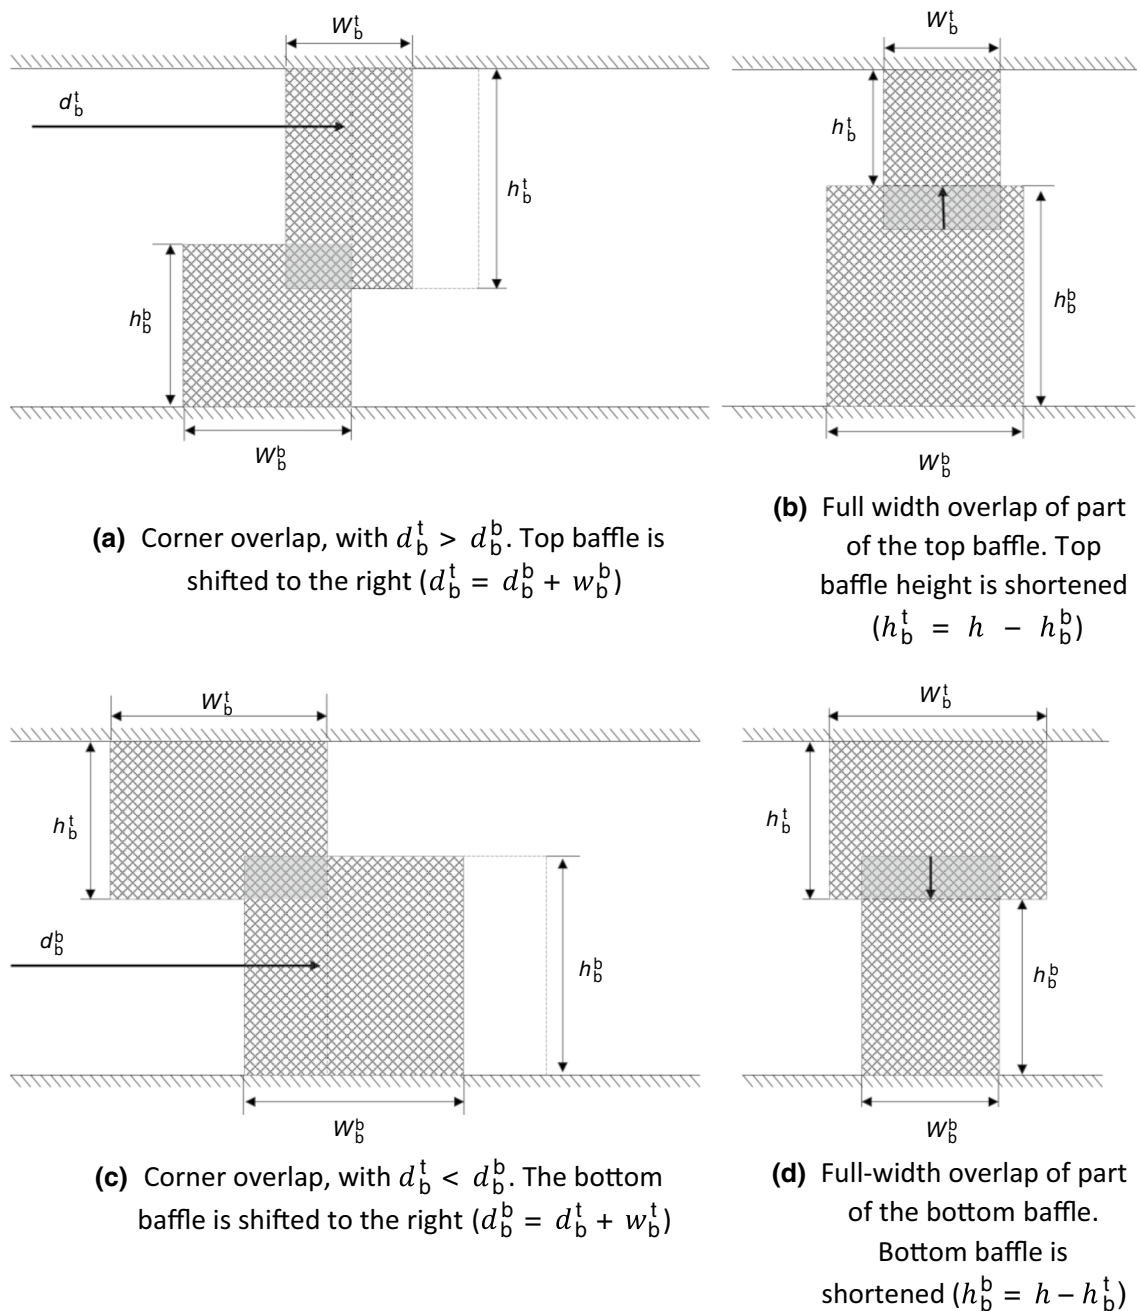 W_b^t
W_b^t
d_b^t
h_b^t
h_b^t
h_b^b
h_b^b
W_b^b
W_b^b
(a) Corner overlap, with d_b^t > d_b^b. Top baffle is
shifted to the right (d_b^t = d_b^b + w_b^b)
(b) Full width overlap of part
of the top baffle. Top
baffle height is shortened
(h_b^t = h − h_b^b)
W_b^t
W_b^t
h_b^t
h_b^t
d_b^b
h_b^b
h_b^b
W_b^b
W_b^b
(c) Corner overlap, with d_b^t < d_b^b. The bottom
baffle is shifted to the right (d_b^b = d_b^t + w_b^t)
(d) Full-width overlap of part
of the bottom baffle.
Bottom baffle is
shortened (h_b^b = h − h_b^t)